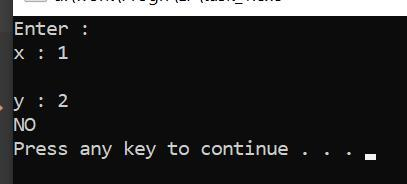 Enter :
x : 1
y : 2
NO
Press any key to continue . . .